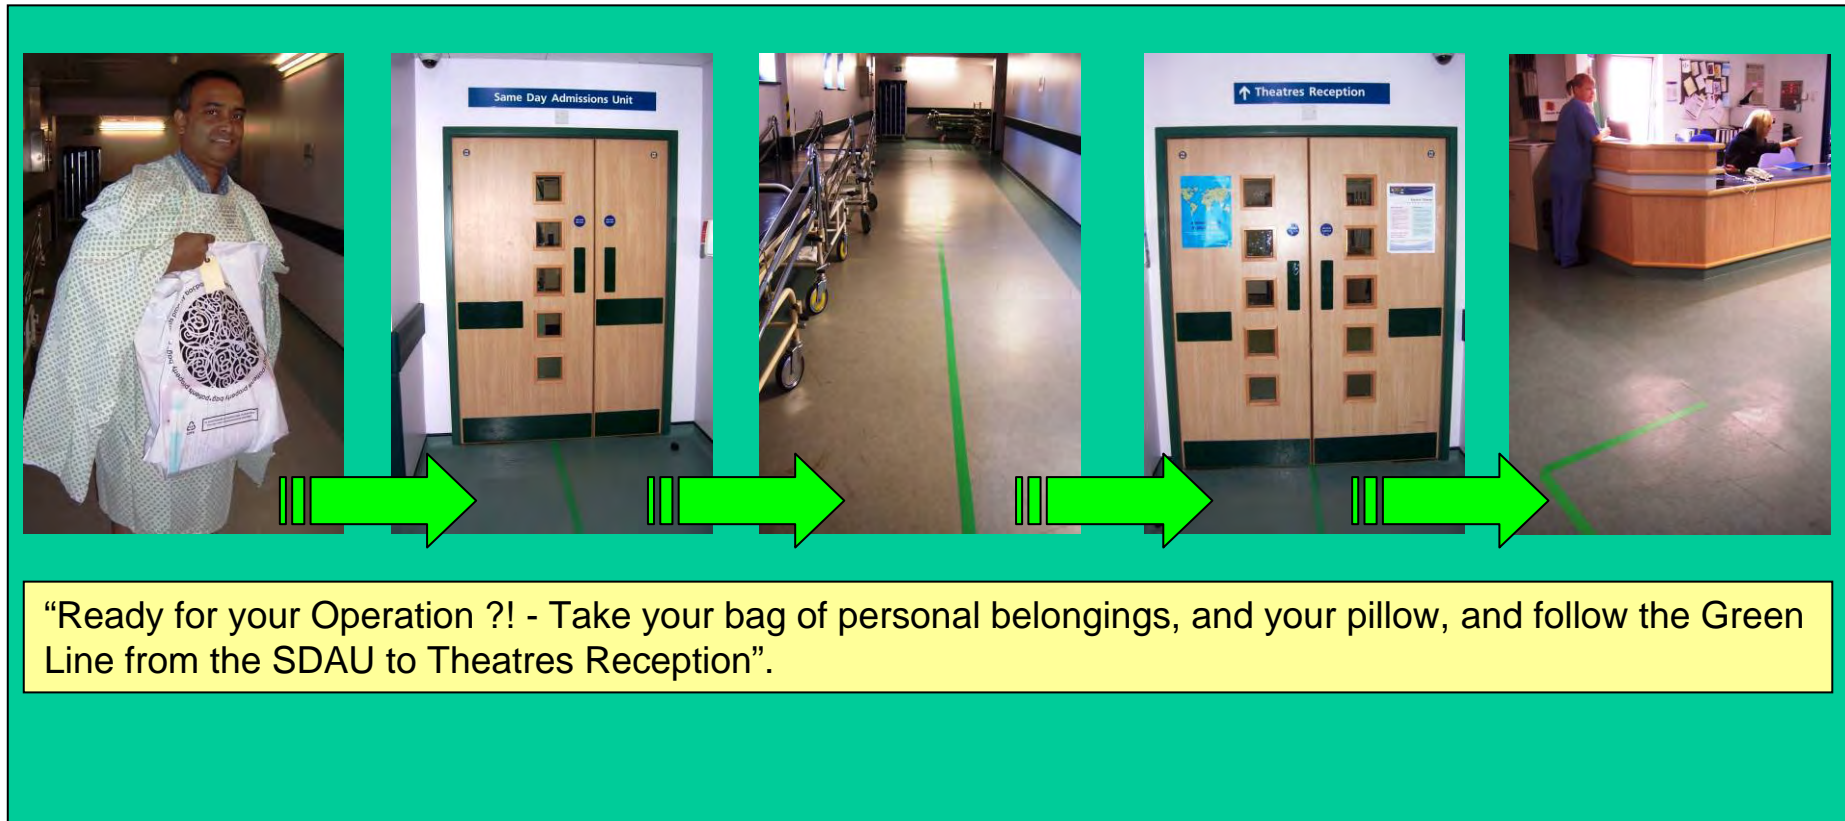 Same Day Admissions Unit
↑ Theatres Reception
“Ready for your Operation ?! - Take your bag of personal belongings, and your pillow, and follow the Green
Line from the SDAU to Theatres Reception”.